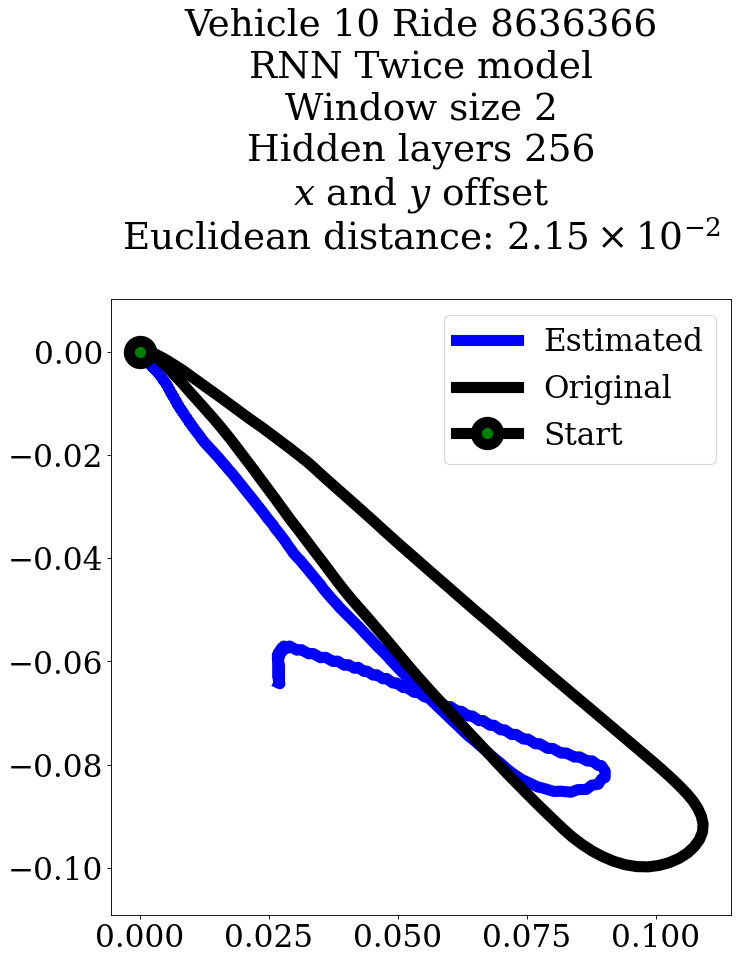 Vehicle 10 Ride 8636366
RNN Twice model
Window size 2
Hidden layers 256
x and y offset
Euclidean distance: 2.15 × 10⁻²
Estimated
Original
Start
0.00
−0.02
−0.04
−0.06
−0.08
−0.10
0.000 0.025 0.050 0.075 0.100